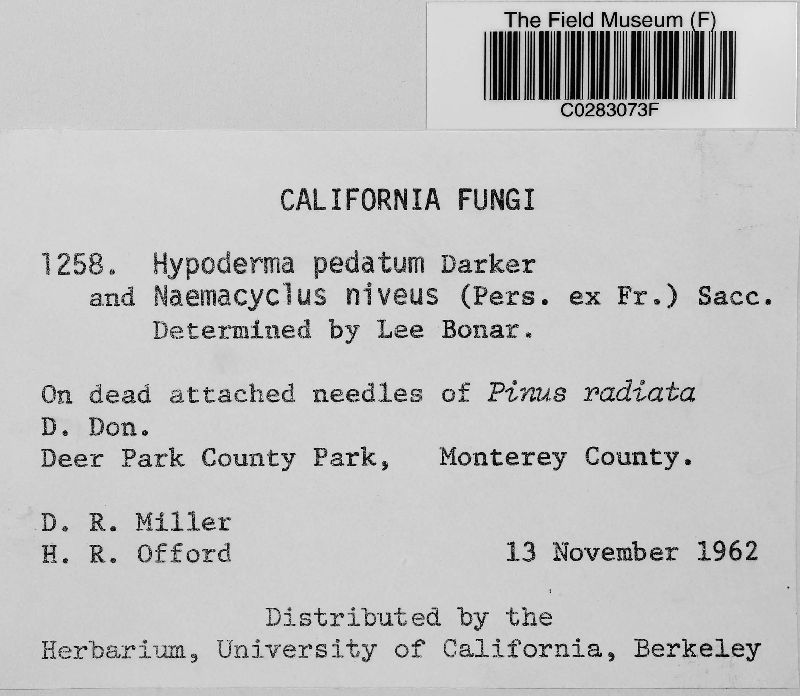 The Field Museum (F)
C0283073F
CALIFORNIA FUNGI
1258. Hypoderma pedatum Darker
and Naemacyclus niveus (Pers. ex Fr.) Sacc.
Determined by Lee Bonar.
On dead attached needles of Pinus radiata
D. Don.
Deer Park County Park, Monterey County.
D. R. Miller
H. R. Offord 13 November 1962
Distributed by the
Herbarium, University of California, Berkeley